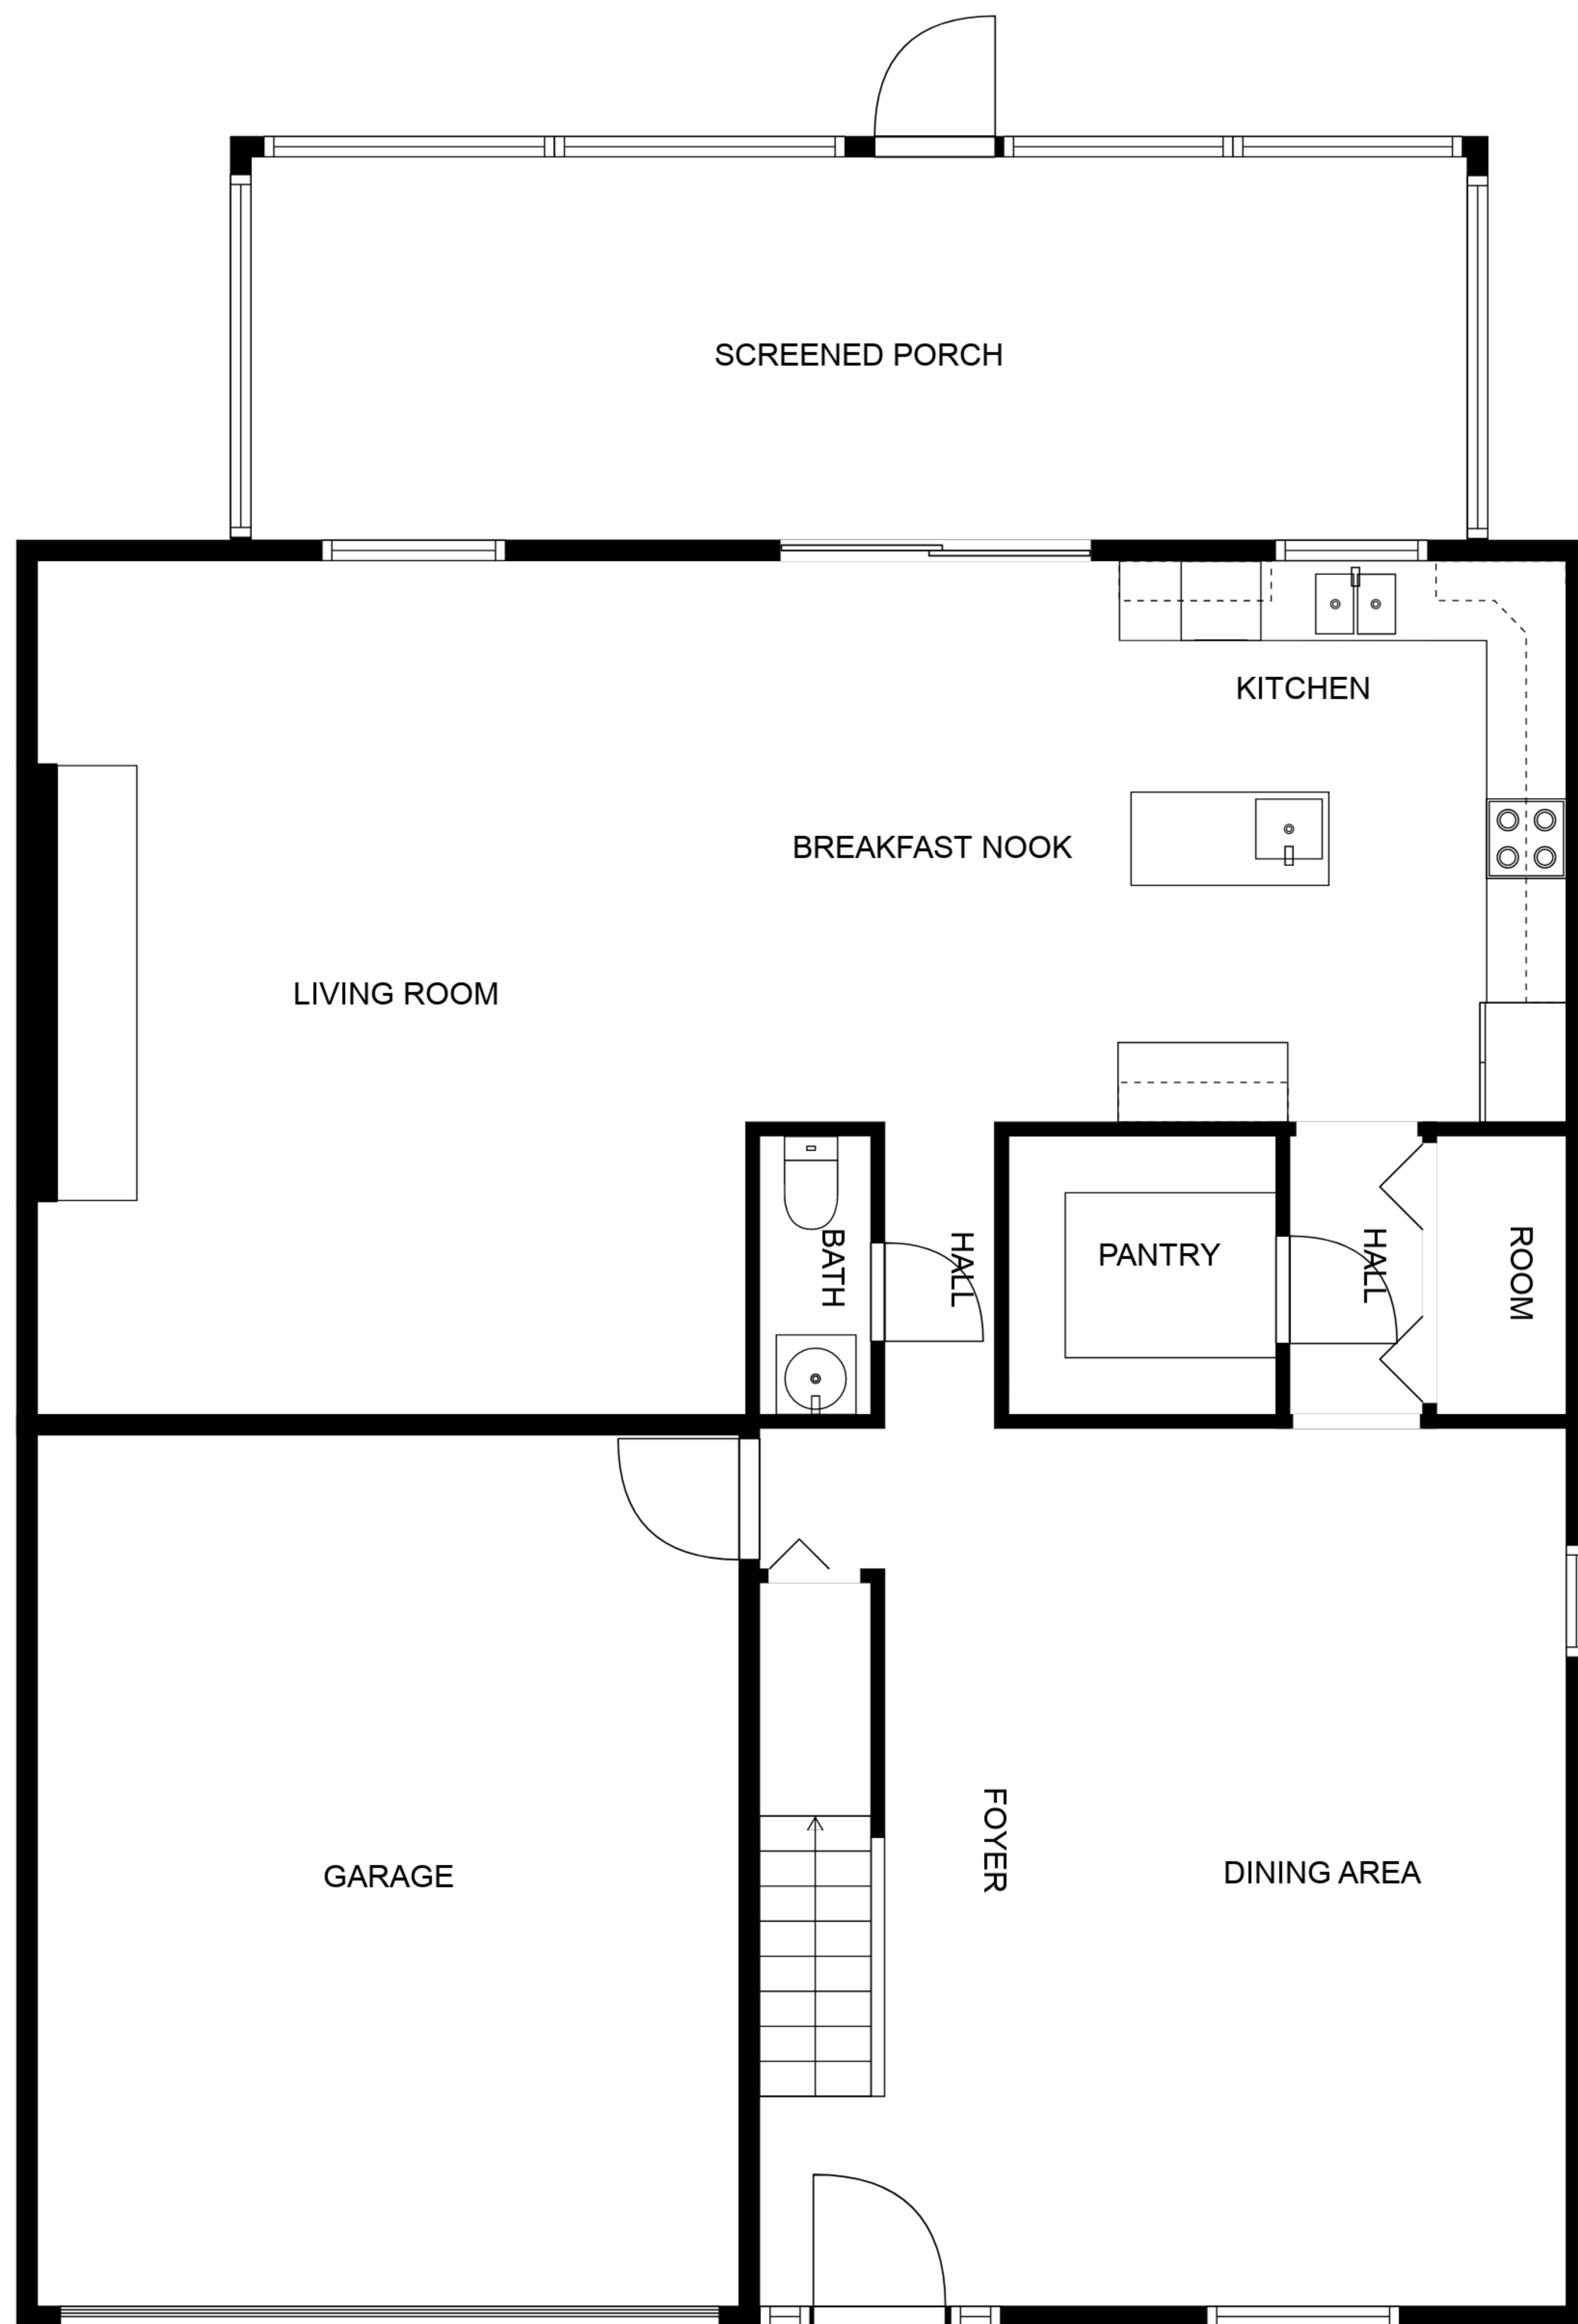 SCREENED PORCH
KITCHEN
BREAKFAST NOOK
LIVING ROOM
BATH
HALL
PANTRY
HALL
ROOM
FOYER
GARAGE
DINING AREA